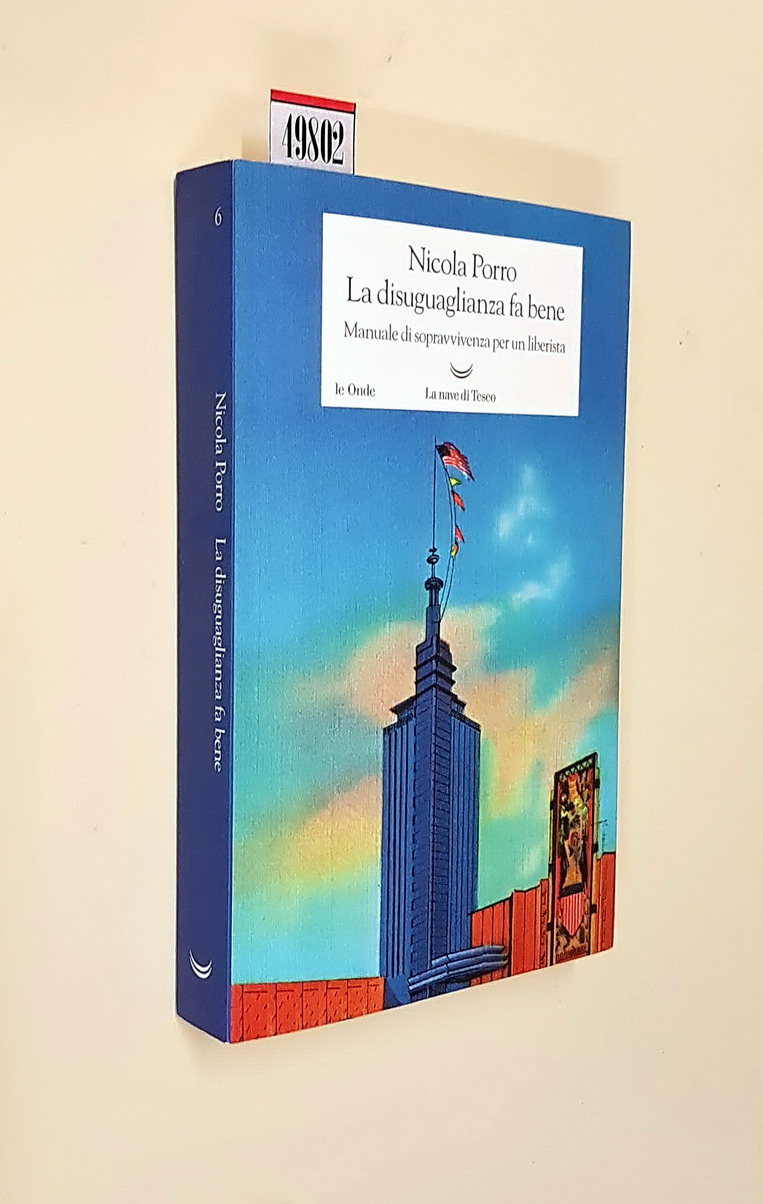 49802
6
Nicola Porro
La disuguaglianza fa bene
Manuale di sopravvivenza per un liberista
le Onde
La nave di Teseo
Nicola Porro La disuguaglianza fa bene